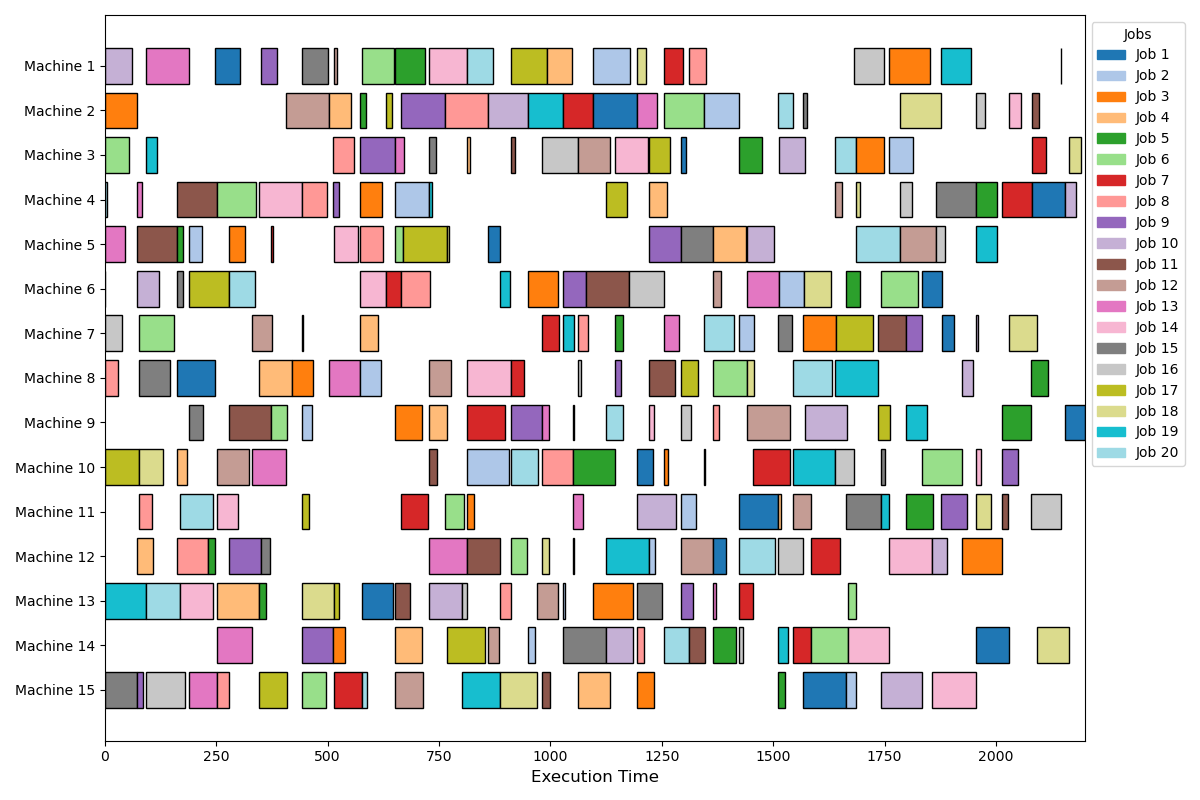 Machine 1
Machine 2
Machine 3
Machine 4
Machine 5
Machine 6
Machine 7
Machine 8
Machine 9
Machine 10
Machine 11
Machine 12
Machine 13
Machine 14
Machine 15
0 250 500 750 1000 1250 1500 1750 2000
Execution Time
Jobs
Job 1
Job 2
Job 3
Job 4
Job 5
Job 6
Job 7
Job 8
Job 9
Job 10
Job 11
Job 12
Job 13
Job 14
Job 15
Job 16
Job 17
Job 18
Job 19
Job 20